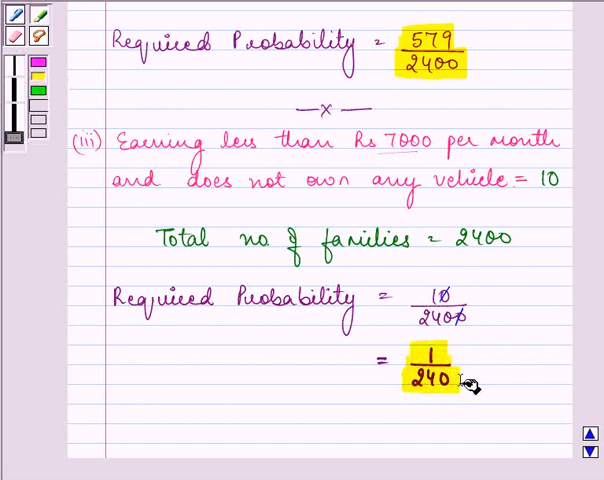 Required Probability = 579/2400
—x—
(iii) Earning less than Rs 7000 per month
and does not own any vehicle = 10
Total no. of families = 2400
Required Probability = 10/2400
= 1/240